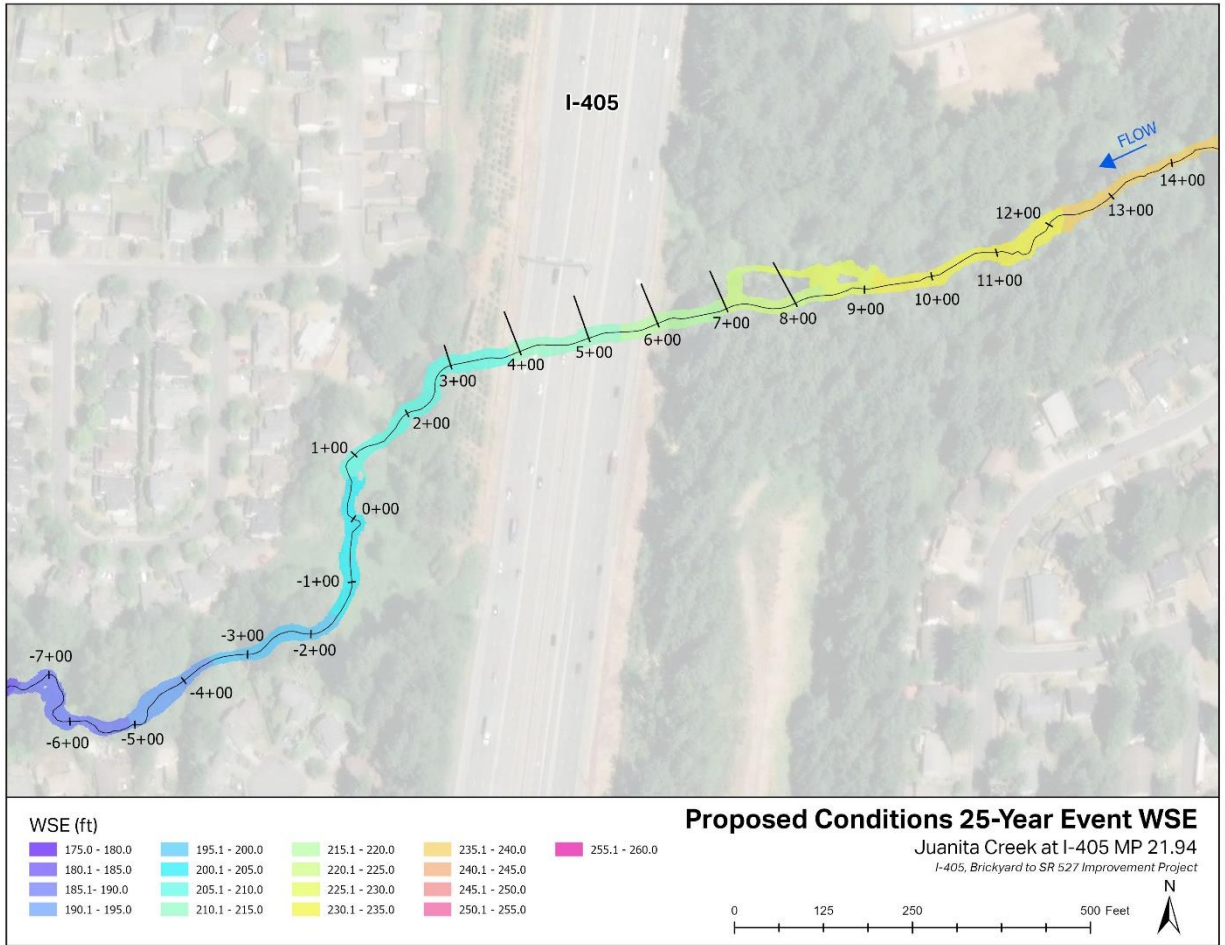 I-405
FLOW
14+00
13+00
12+00
11+00
10+00
9+00
8+00
7+00
6+00
5+00
4+00
3+00
2+00
1+00
0+00
-1+00
-2+00
-3+00
-4+00
-5+00
-6+00
-7+00
WSE (ft)
175.0 - 180.0
180.1 - 185.0
185.1- 190.0
190.1 - 195.0
195.1 - 200.0
200.1 - 205.0
205.1 - 210.0
210.1 - 215.0
215.1 - 220.0
220.1 - 225.0
225.1 - 230.0
230.1 - 235.0
235.1 - 240.0
240.1 - 245.0
245.1 - 250.0
250.1 - 255.0
255.1 - 260.0
Proposed Conditions 25-Year Event WSE
Juanita Creek at I-405 MP 21.94
I-405, Brickyard to SR 527 Improvement Project
N
0 125 250 500 Feet